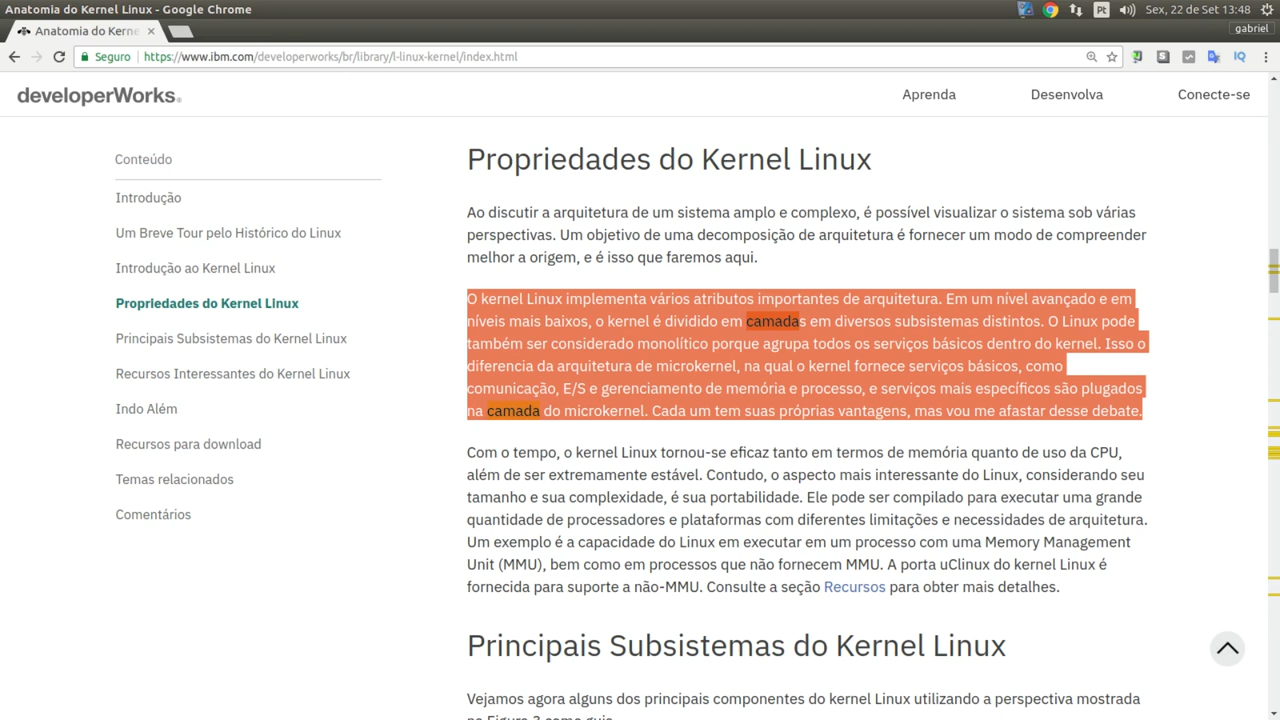 Anatomia do Kernel Linux - Google Chrome
Pt
Sex, 22 de Set 13:48
Anatomia do Kerne
gabriel
Seguro
https://www.ibm.com/developerworks/br/library/l-linux-kernel/index.html
IQ
developerWorks®
Aprenda
Desenvolva
Conecte-se
Conteúdo
Introdução
Um Breve Tour pelo Histórico do Linux
Introdução ao Kernel Linux
Propriedades do Kernel Linux
Principais Subsistemas do Kernel Linux
Recursos Interessantes do Kernel Linux
Indo Além
Recursos para download
Temas relacionados
Comentários
Propriedades do Kernel Linux
Ao discutir a arquitetura de um sistema amplo e complexo, é possível visualizar o sistema sob várias
perspectivas. Um objetivo de uma decomposição de arquitetura é fornecer um modo de compreender
melhor a origem, e é isso que faremos aqui.
O kernel Linux implementa vários atributos importantes de arquitetura. Em um nível avançado e em
níveis mais baixos, o kernel é dividido em camadas em diversos subsistemas distintos. O Linux pode
também ser considerado monolítico porque agrupa todos os serviços básicos dentro do kernel. Isso o
diferencia da arquitetura de microkernel, na qual o kernel fornece serviços básicos, como
comunicação, E/S e gerenciamento de memória e processo, e serviços mais específicos são plugados
na camada do microkernel. Cada um tem suas próprias vantagens, mas vou me afastar desse debate.
Com o tempo, o kernel Linux tornou-se eficaz tanto em termos de memória quanto de uso da CPU,
além de ser extremamente estável. Contudo, o aspecto mais interessante do Linux, considerando seu
tamanho e sua complexidade, é sua portabilidade. Ele pode ser compilado para executar uma grande
quantidade de processadores e plataformas com diferentes limitações e necessidades de arquitetura.
Um exemplo é a capacidade do Linux em executar em um processo com uma Memory Management
Unit (MMU), bem como em processos que não fornecem MMU. A porta uClinux do kernel Linux é
fornecida para suporte a não-MMU. Consulte a seção Recursos para obter mais detalhes.
Principais Subsistemas do Kernel Linux
Vejamos agora alguns dos principais componentes do kernel Linux utilizando a perspectiva mostrada
na Figura 3 como guia.